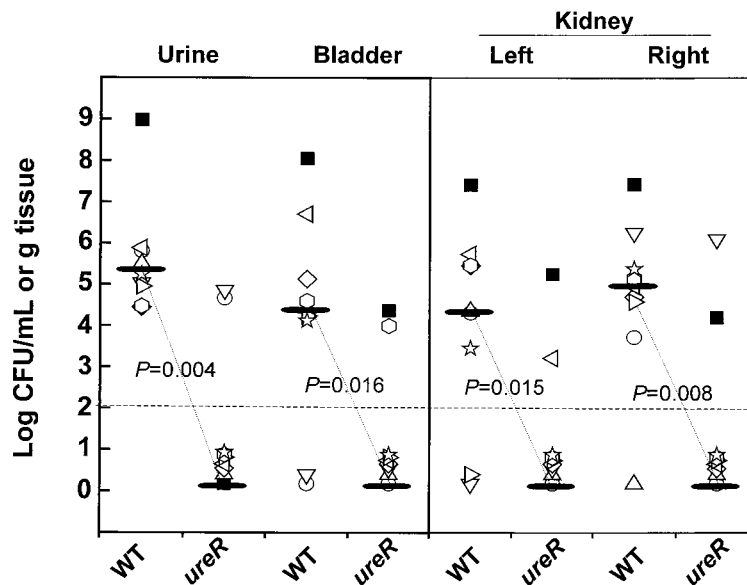 Kidney
Urine Bladder Left Right
Log CFU/mL or g tissue
9
8
7
6
5
4
3
2
1
0
P=0.004
P=0.016
P=0.015
P=0.008
WT ureR WT ureR WT ureR WT ureR